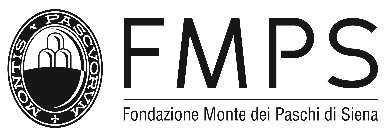 MONTIS PASCVORVM
FMPS
Fondazione Monte dei Paschi di Siena